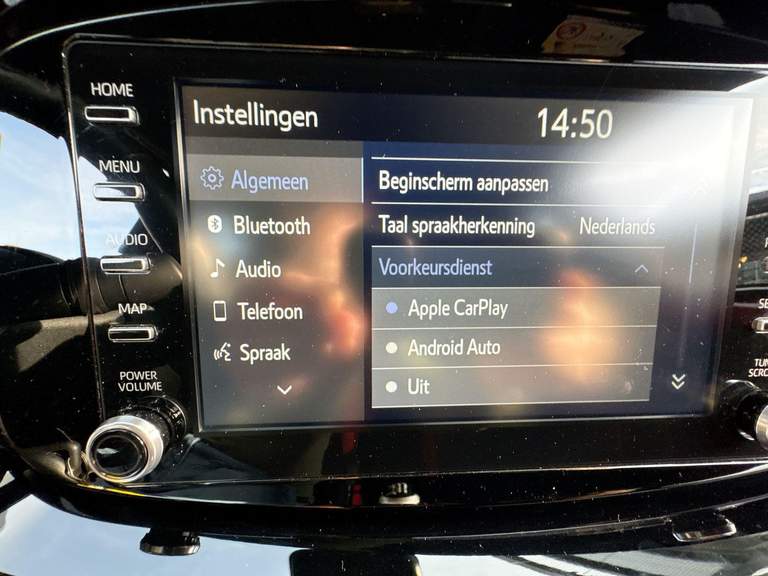 HOME
MENU
AUDIO
MAP
POWER
VOLUME
Instellingen
14:50
Algemeen
Bluetooth
Audio
Telefoon
Spraak
Beginscherm aanpassen
Taal spraakherkenning Nederlands
Voorkeursdienst
Apple CarPlay
Android Auto
Uit